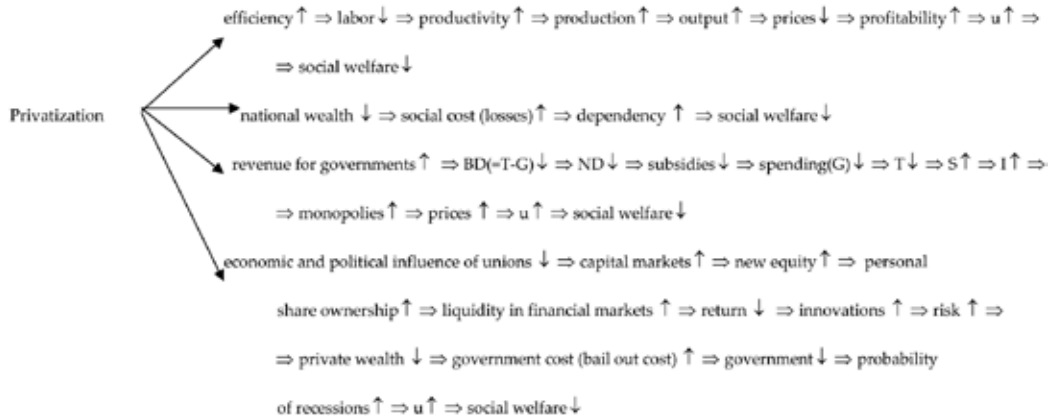 efficiency↑ ⇒ labor↓ ⇒ productivity↑ ⇒ production↑ ⇒ output↑ ⇒ prices↓ ⇒ profitability↑ ⇒ u↑ ⇒
⇒ social welfare↓
Privatization
national wealth ↓ ⇒ social cost (losses)↑ ⇒ dependency ↑ ⇒ social welfare↓
revenue for governments↑ ⇒ BD(=T-G)↓ ⇒ ND↓ ⇒ subsidies↓ ⇒ spending(G)↓ ⇒ T↓ ⇒ S↑ ⇒ I↑ ⇒
⇒ monopolies↑ ⇒ prices ↑ ⇒ u↑ ⇒ social welfare↓
economic and political influence of unions ↓ ⇒ capital markets↑ ⇒ new equity↑ ⇒ personal
share ownership↑ ⇒ liquidity in financial markets ↑ ⇒ return ↓ ⇒ innovations ↑ ⇒ risk ↑ ⇒
⇒ private wealth ↓ ⇒ government cost (bail out cost) ↑ ⇒ government↓ ⇒ probability
of recessions↑ ⇒ u↑ ⇒ social welfare↓